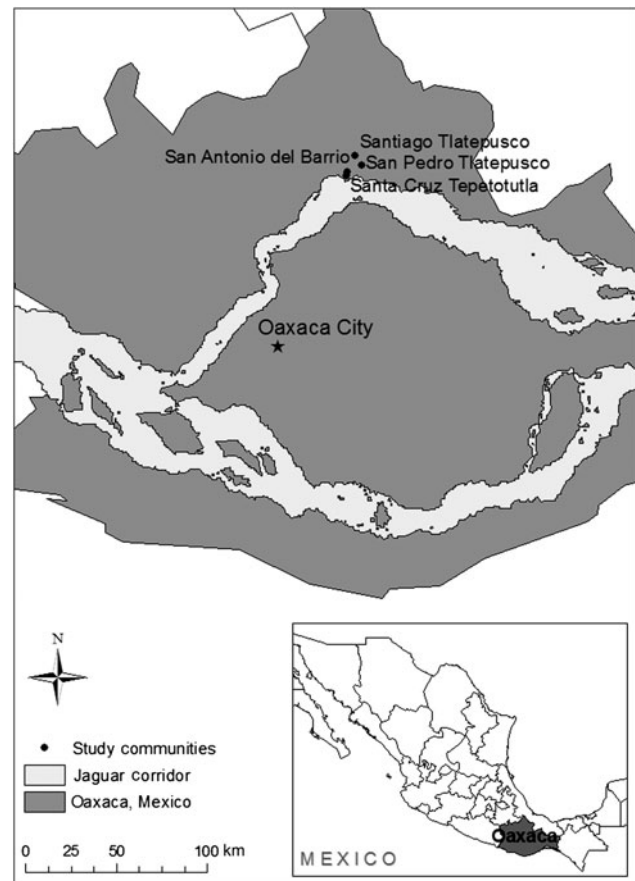 Santiago Tlatepusco
San Antonio del Barrio
San Pedro Tlatepusco
Santa Cruz Tepetotutla
Oaxaca City
N
Study communities
Jaguar corridor
Oaxaca, Mexico
0 25 50 100 km
Oaxaca
MEXICO